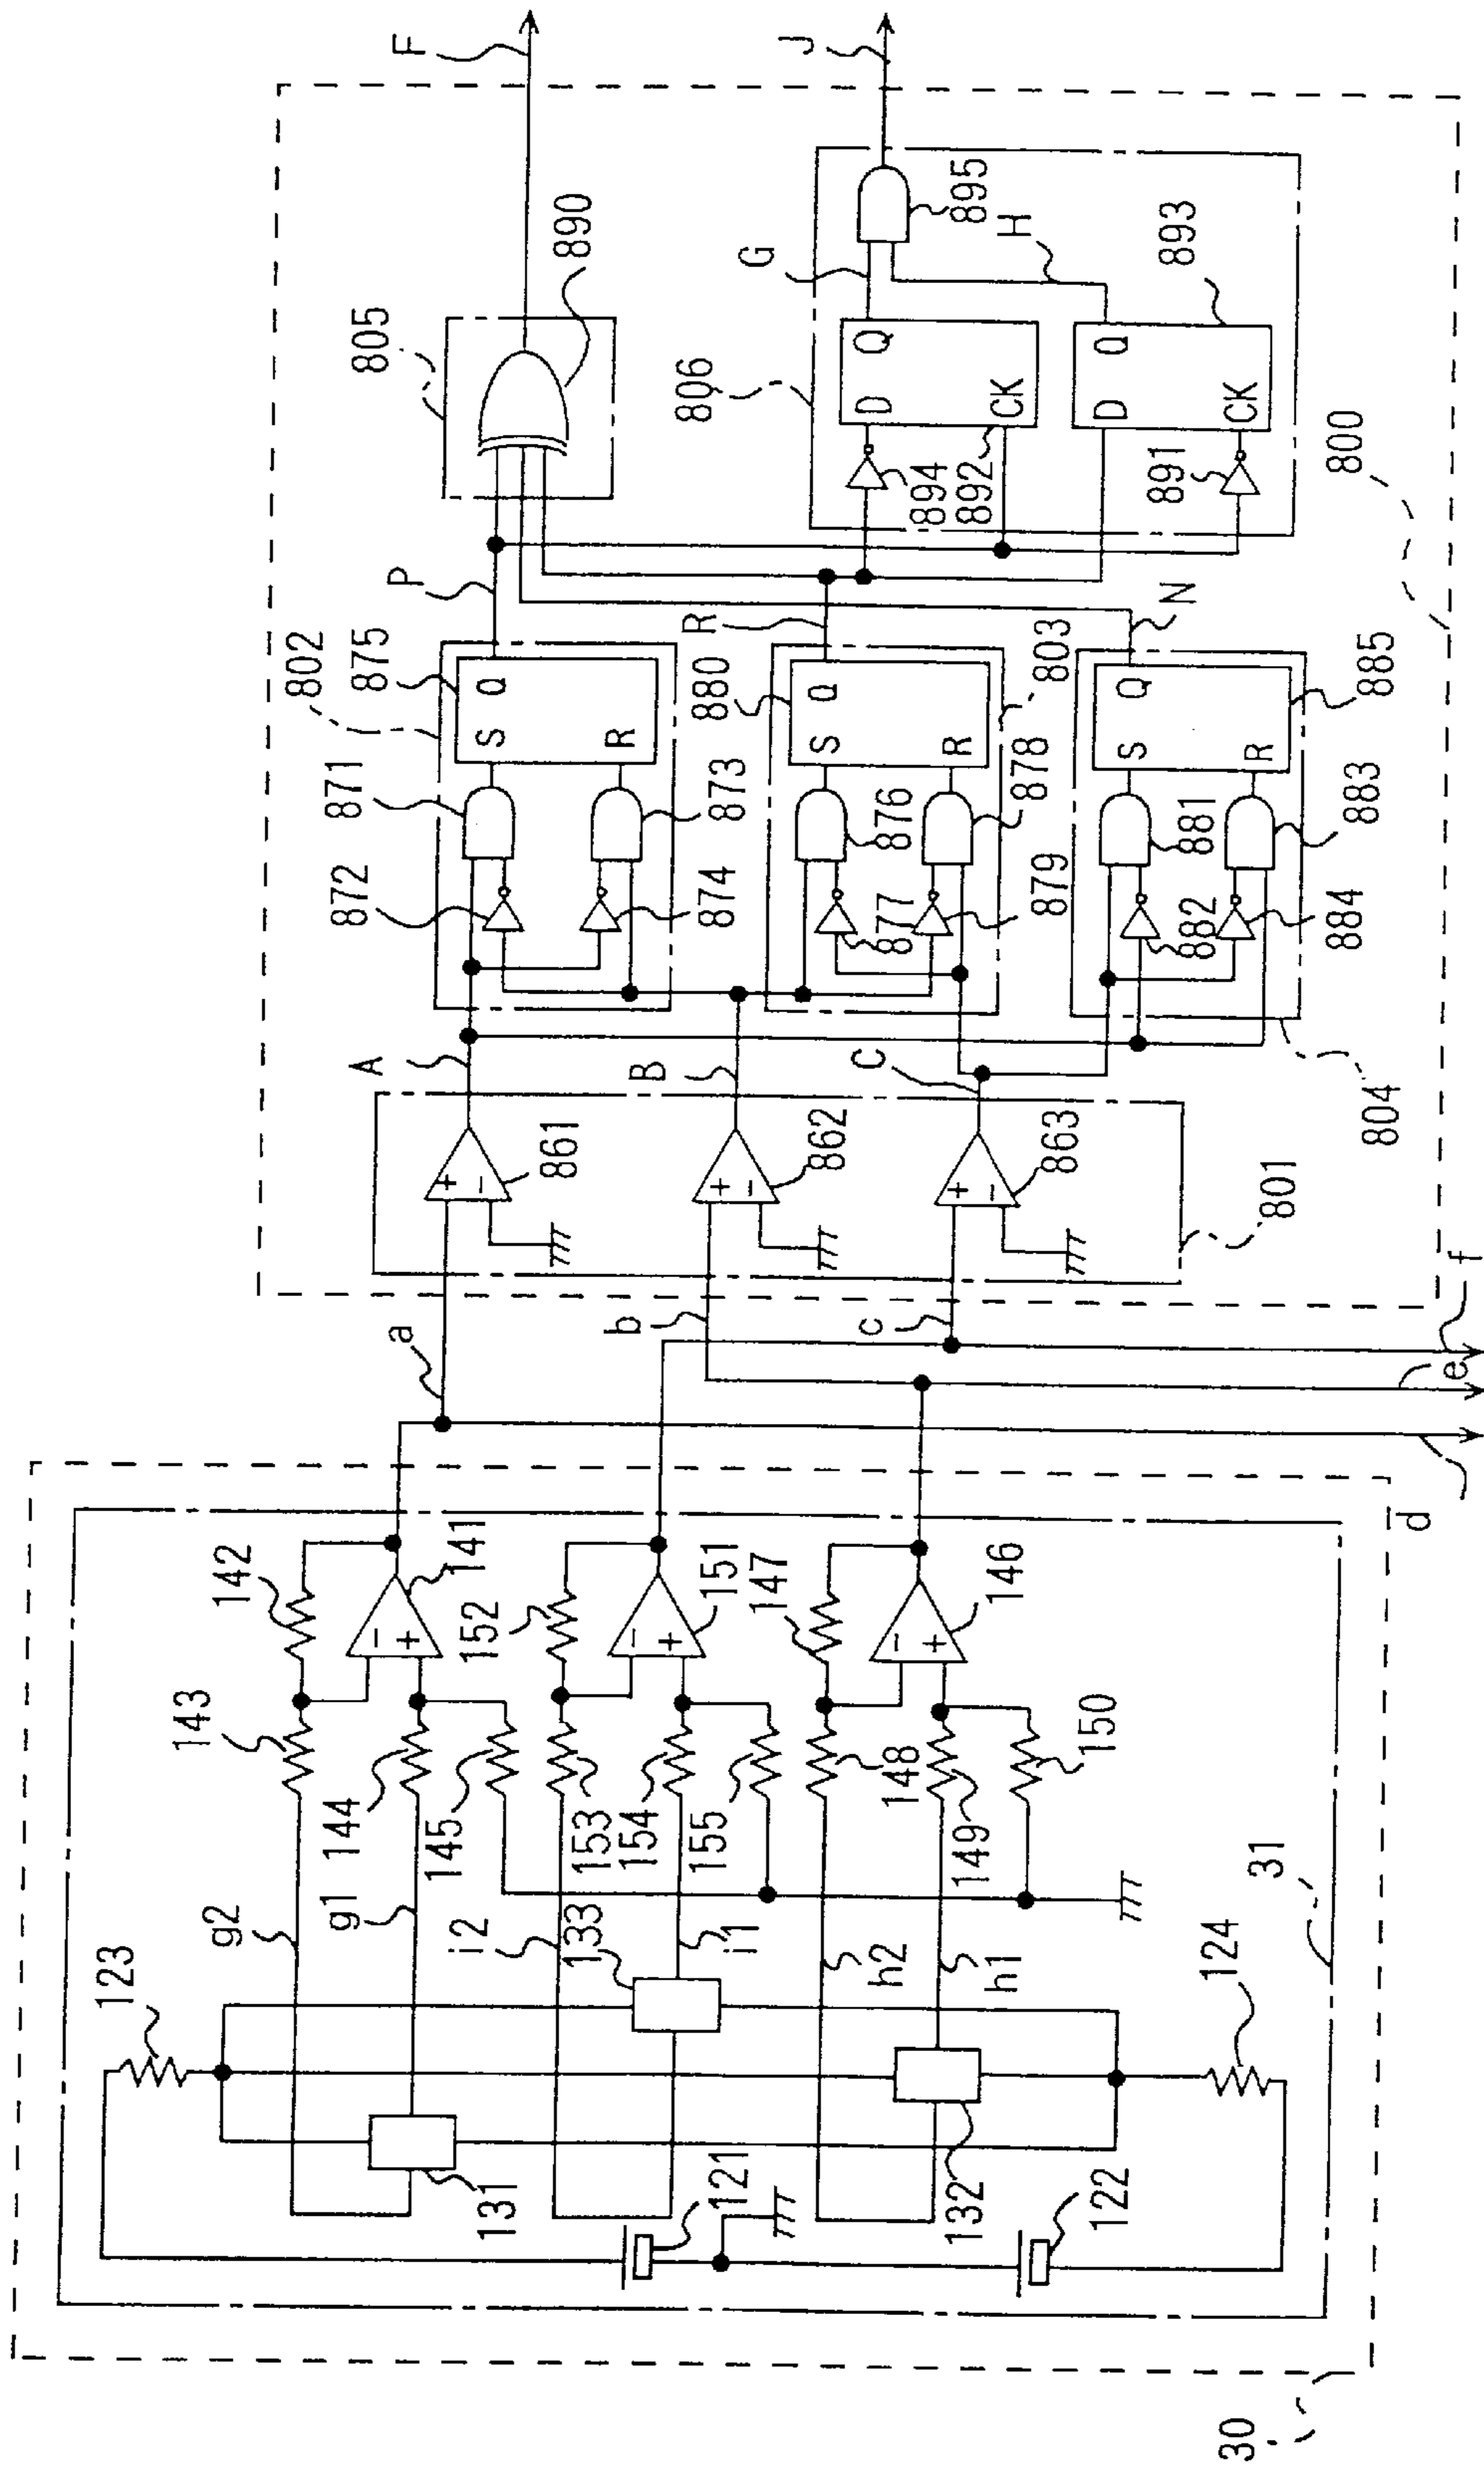 F
J
805
890
806
G
H
895
D
Q
CK
892
894
D
Q
CK
893
891
800
P
R
N
802
875
871
872
S
R
Q
873
874
880
803
S
R
Q
876
877
878
879
885
S
R
Q
881
882
883
884
804
A
B
C
861
862
863
+
−
+
−
+
−
801
a
b
c
d
e
f
142
141
143
144
145
−
+
152
151
153
154
155
−
+
147
146
148
149
150
−
+
g2
g1
i2
i1
h2
h1
123
133
131
132
124
121
122
31
30